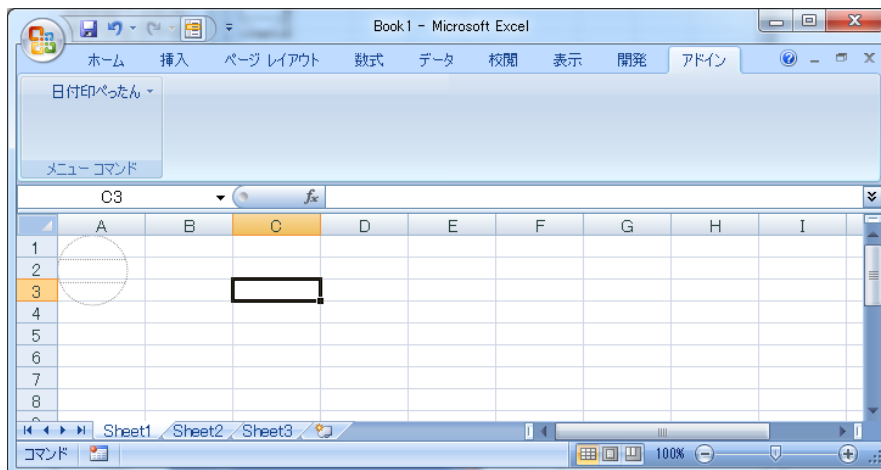 Book1 - Microsoft Excel
ホーム 挿入 ページ レイアウト 数式 データ 校閲 表示 開発 アドイン
日付印ぺったん
メニュー コマンド
C3 fx
A B C D E F G H I
1
2
3
4
5
6
7
8
Sheet1 Sheet2 Sheet3
コマンド 100%